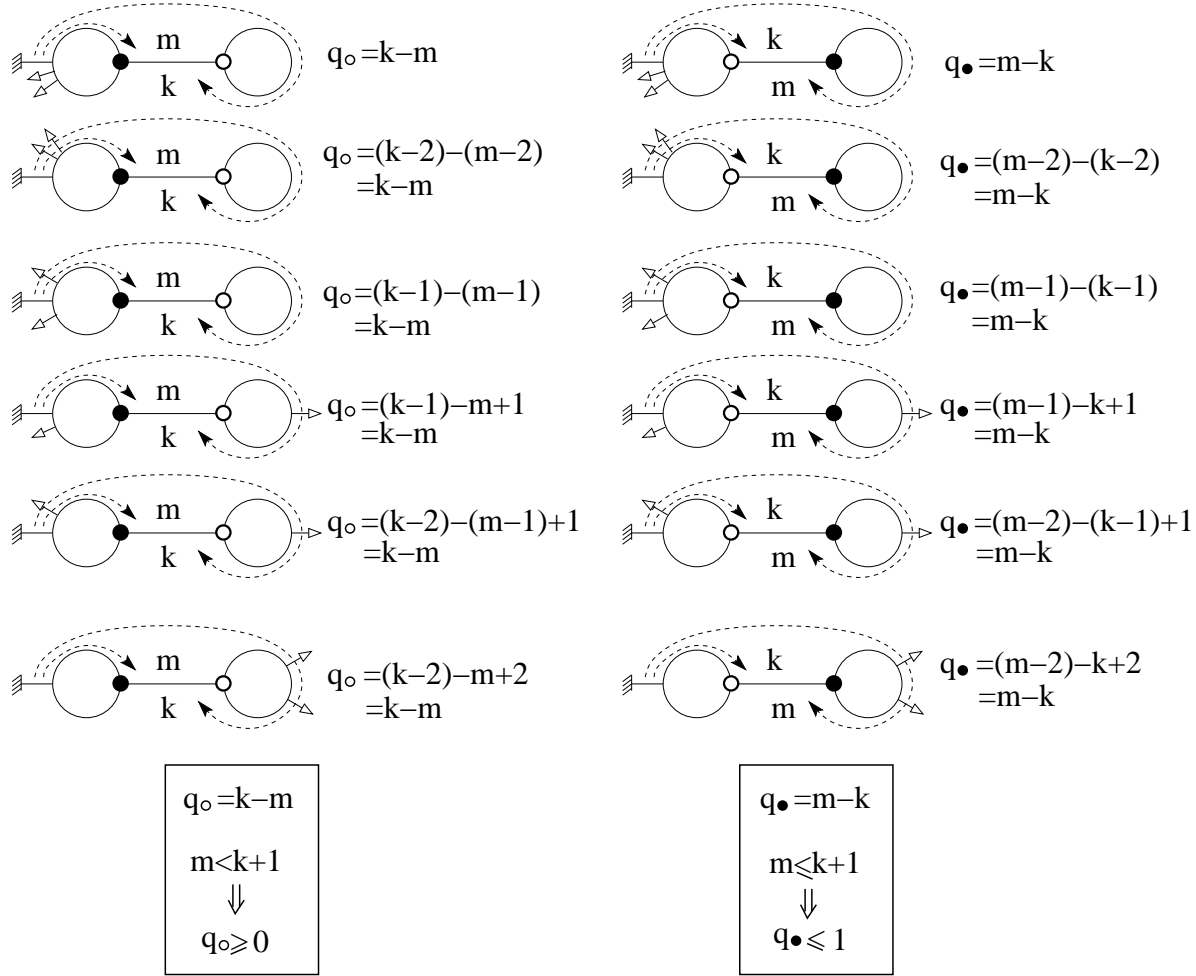 m
k
q○=k−m
k
m
q●=m−k
m
k
q○=(k−2)−(m−2)
=k−m
k
m
q●=(m−2)−(k−2)
=m−k
m
k
q○=(k−1)−(m−1)
=k−m
k
m
q●=(m−1)−(k−1)
=m−k
m
k
q○=(k−1)−m+1
=k−m
k
m
q●=(m−1)−k+1
=m−k
m
k
q○=(k−2)−(m−1)+1
=k−m
k
m
q●=(m−2)−(k−1)+1
=m−k
m
k
q○=(k−2)−m+2
=k−m
k
m
q●=(m−2)−k+2
=m−k
q○=k−m
m<k+1
⇓
q○⩾0
q●=m−k
m⩽k+1
⇓
q●⩽1